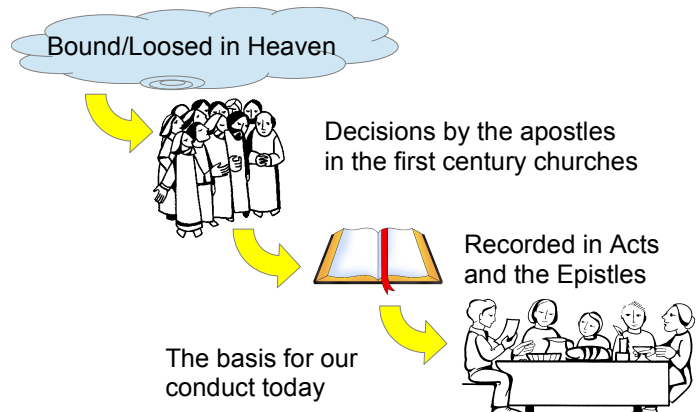 Bound/Loosed in Heaven
Decisions by the apostles
in the first century churches
Recorded in Acts
and the Epistles
The basis for our
conduct today